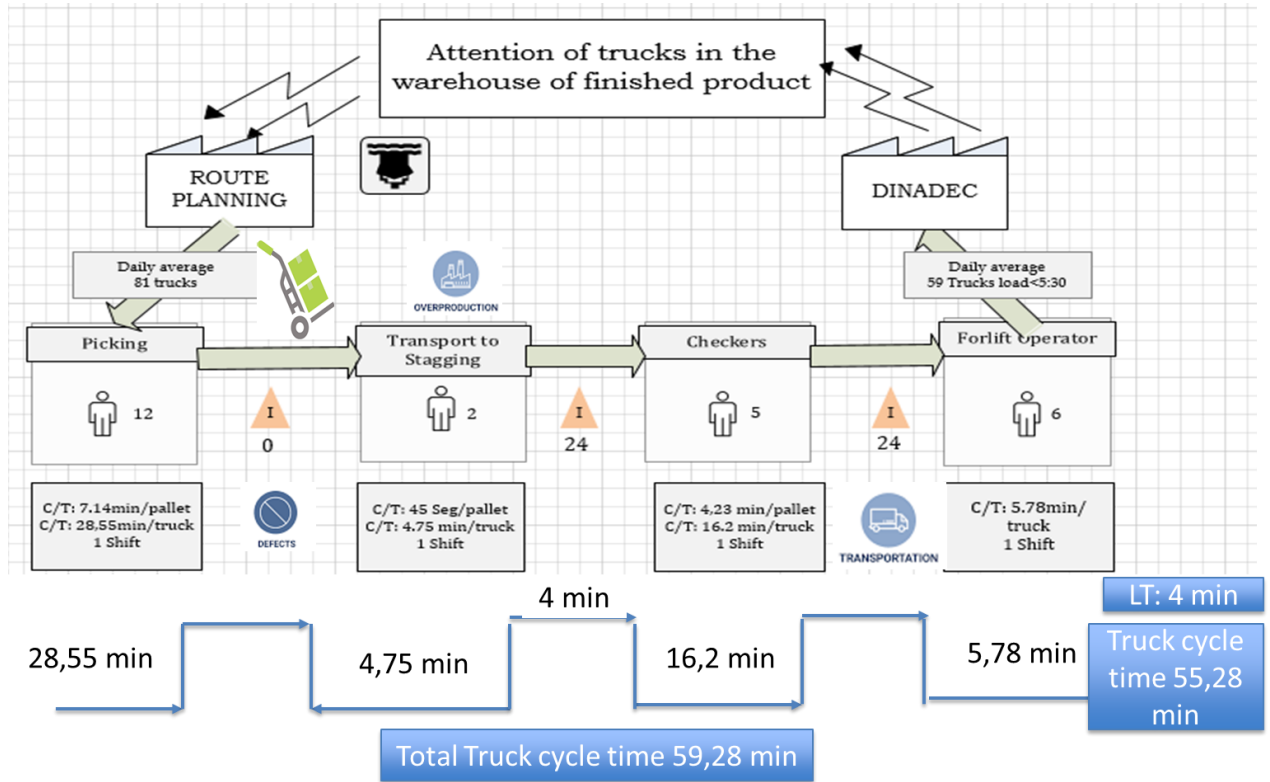 Attention of trucks in the
warehouse of finished product
ROUTE
PLANNING
DINADEC
Daily average
81 trucks
OVERPRODUCTION
Daily average
59 Trucks load<5:30
Picking
Transport to
Stagging
Checkers
Forlift Operator
12
I
0
2
I
24
5
I
24
6
C/T: 7.14min/pallet
C/T: 28,55min/truck
1 Shift
DEFECTS
C/T: 45 Seg/pallet
C/T: 4.75 min/truck
1 Shift
C/T: 4,23 min/pallet
C/T: 16.2 min/truck
1 Shift
TRANSPORTATION
C/T: 5.78min/
truck
1 Shift
4 min
LT: 4 min
28,55 min
4,75 min
16,2 min
5,78 min
Truck cycle
time 55,28
min
Total Truck cycle time 59,28 min